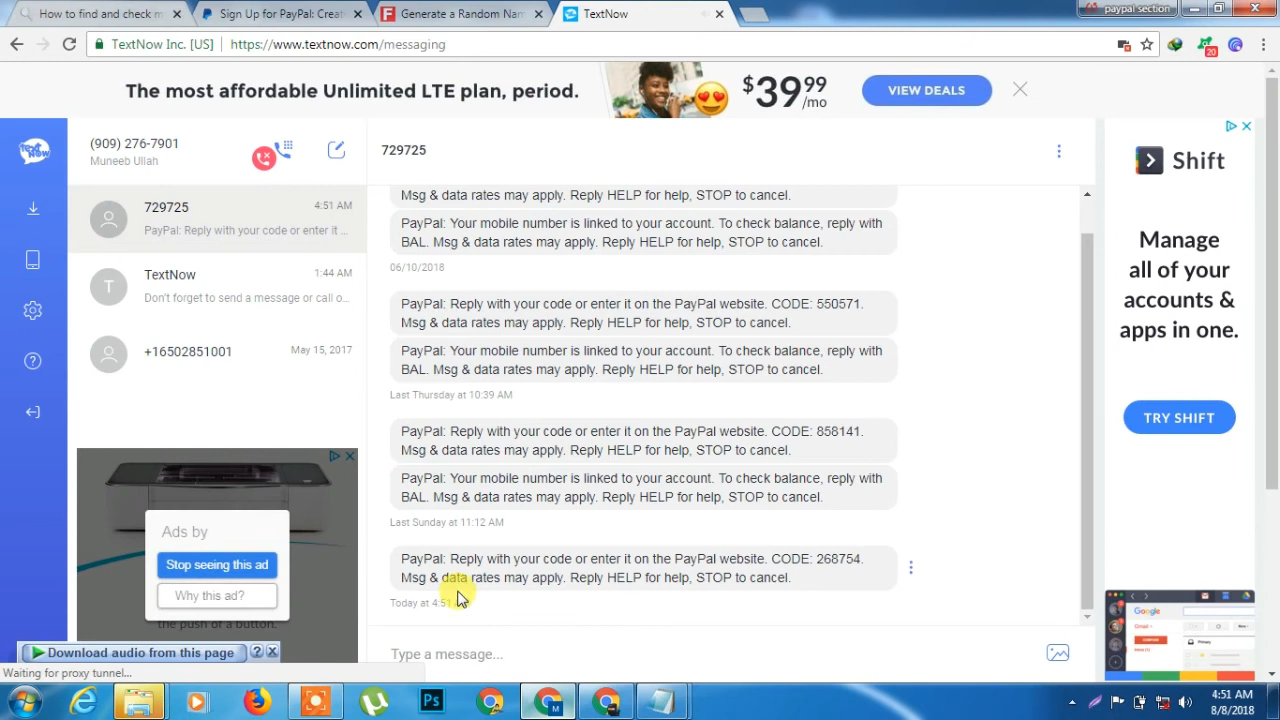 How to find and check m
Sign Up for PayPal: Creat
Generate a Random Nam
TextNow
paypal section
TextNow Inc. [US]
https://www.textnow.com/messaging
20
The most affordable Unlimited LTE plan, period.
$39.99/mo
VIEW DEALS
text
now
(909) 276-7901
Muneeb Ullah
729725
4:51 AM
PayPal: Reply with your code or enter it ...
T
TextNow
1:44 AM
Don't forget to send a message or call o...
+16502851001
May 15, 2017
Ads by
Stop seeing this ad
Why this ad?
the push of a button.
Download audio from this page
?
Waiting for proxy tunnel...
729725
Msg & data rates may apply. Reply HELP for help, STOP to cancel.
PayPal: Your mobile number is linked to your account. To check balance, reply with
BAL. Msg & data rates may apply. Reply HELP for help, STOP to cancel.
06/10/2018
PayPal: Reply with your code or enter it on the PayPal website. CODE: 550571.
Msg & data rates may apply. Reply HELP for help, STOP to cancel.
PayPal: Your mobile number is linked to your account. To check balance, reply with
BAL. Msg & data rates may apply. Reply HELP for help, STOP to cancel.
Last Thursday at 10:39 AM
PayPal: Reply with your code or enter it on the PayPal website. CODE: 858141.
Msg & data rates may apply. Reply HELP for help, STOP to cancel.
PayPal: Your mobile number is linked to your account. To check balance, reply with
BAL. Msg & data rates may apply. Reply HELP for help, STOP to cancel.
Last Sunday at 11:12 AM
PayPal: Reply with your code or enter it on the PayPal website. CODE: 268754.
Msg & data rates may apply. Reply HELP for help, STOP to cancel.
Today at 4:51
Type a message...
Shift
Manage
all of your
accounts &
apps in one.
TRY SHIFT
Google
Gmail
Primary
Ps
M
4:51 AM
8/8/2018